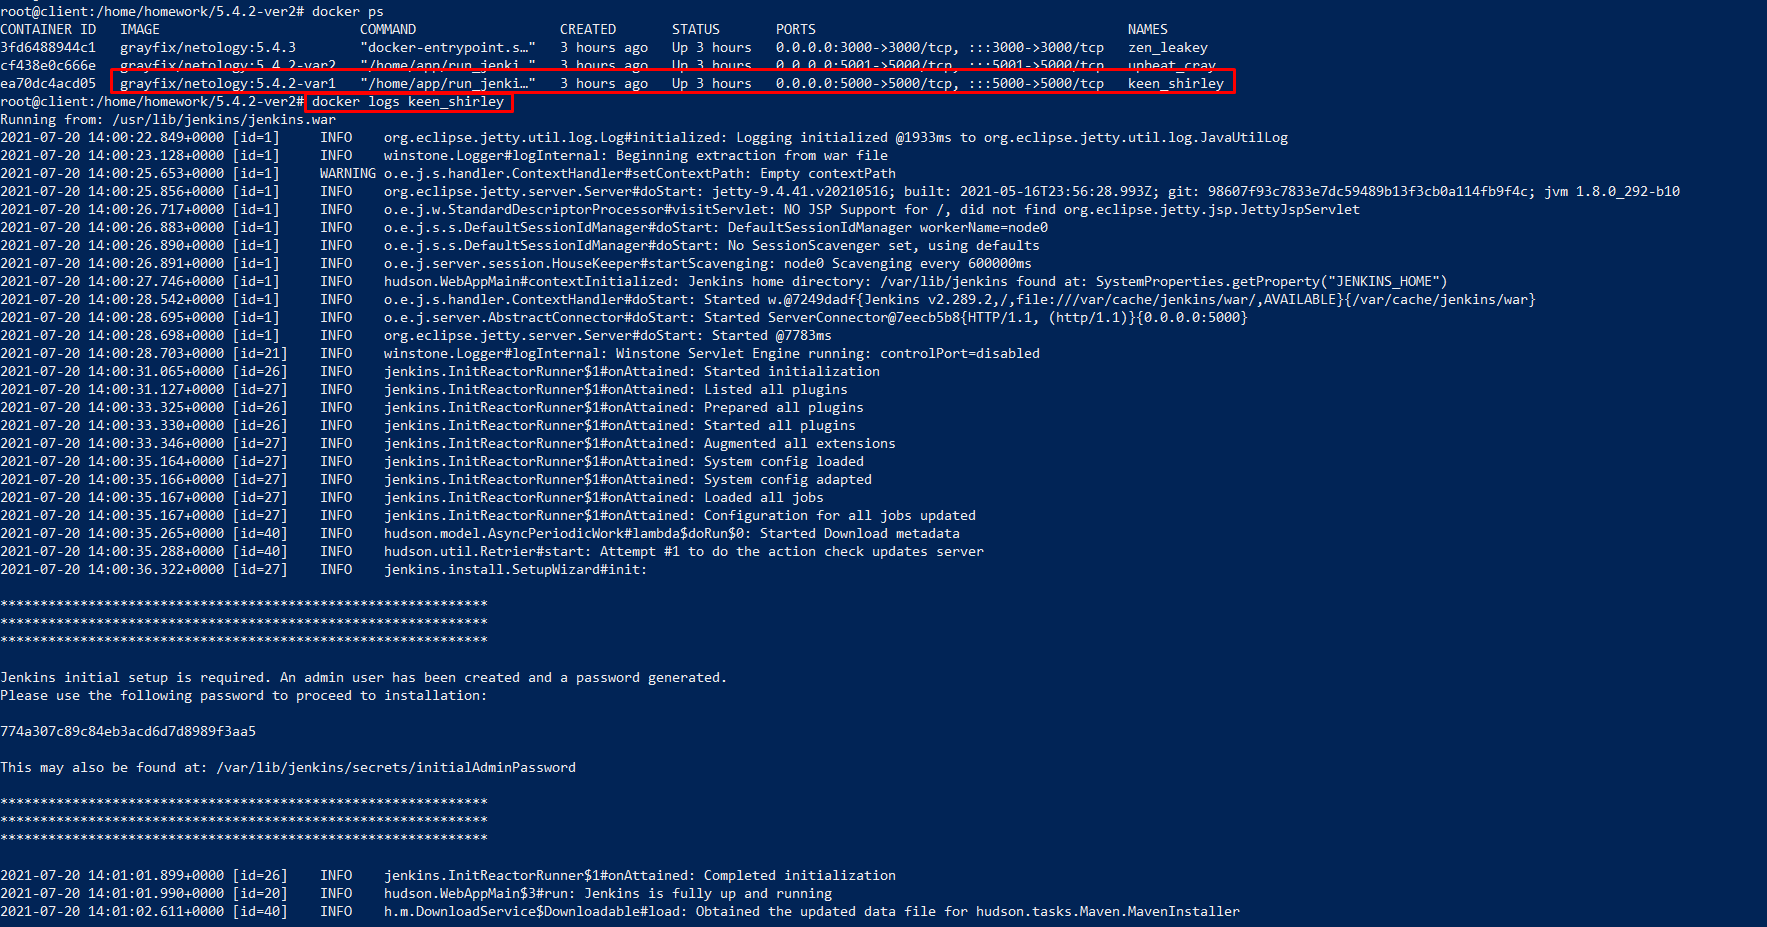 root@client:/home/homework/5.4.2-ver2# docker ps
CONTAINER ID   IMAGE                         COMMAND                  CREATED       STATUS       PORTS                                       NAMES
3fd6488944c1   grayfix/netology:5.4.3        "docker-entrypoint.s…"   3 hours ago   Up 3 hours   0.0.0.0:3000->3000/tcp, :::3000->3000/tcp   zen_leakey
cf438e0c666e   grayfix/netology:5.4.2-var2   "/home/app/run_jenki…"   3 hours ago   Up 3 hours   0.0.0.0:5001->5000/tcp, :::5001->5000/tcp   upbeat_cray
ea70dc4acd05   grayfix/netology:5.4.2-var1   "/home/app/run_jenki…"   3 hours ago   Up 3 hours   0.0.0.0:5000->5000/tcp, :::5000->5000/tcp   keen_shirley
root@client:/home/homework/5.4.2-ver2# docker logs keen_shirley
Running from: /usr/lib/jenkins/jenkins.war
2021-07-20 14:00:22.849+0000 [id=1]    INFO    org.eclipse.jetty.util.log.Log#initialized: Logging initialized @1933ms to org.eclipse.jetty.util.log.JavaUtilLog
2021-07-20 14:00:23.128+0000 [id=1]    INFO    winstone.Logger#logInternal: Beginning extraction from war file
2021-07-20 14:00:25.653+0000 [id=1]    WARNING o.e.j.s.handler.ContextHandler#setContextPath: Empty contextPath
2021-07-20 14:00:25.856+0000 [id=1]    INFO    org.eclipse.jetty.server.Server#doStart: jetty-9.4.41.v20210516; built: 2021-05-16T23:56:28.993Z; git: 98607f93c7833e7dc59489b13f3cb0a114fb9f4c; jvm 1.8.0_292-b10
2021-07-20 14:00:26.717+0000 [id=1]    INFO    o.e.j.w.StandardDescriptorProcessor#visitServlet: NO JSP Support for /, did not find org.eclipse.jetty.jsp.JettyJspServlet
2021-07-20 14:00:26.883+0000 [id=1]    INFO    o.e.j.s.s.DefaultSessionIdManager#doStart: DefaultSessionIdManager workerName=node0
2021-07-20 14:00:26.890+0000 [id=1]    INFO    o.e.j.s.s.DefaultSessionIdManager#doStart: No SessionScavenger set, using defaults
2021-07-20 14:00:26.891+0000 [id=1]    INFO    o.e.j.server.session.HouseKeeper#startScavenging: node0 Scavenging every 600000ms
2021-07-20 14:00:27.746+0000 [id=1]    INFO    hudson.WebAppMain#contextInitialized: Jenkins home directory: /var/lib/jenkins found at: SystemProperties.getProperty("JENKINS_HOME")
2021-07-20 14:00:28.542+0000 [id=1]    INFO    o.e.j.s.handler.ContextHandler#doStart: Started w.@7249dadf{Jenkins v2.289.2,/,file:///var/cache/jenkins/war/,AVAILABLE}{/var/cache/jenkins/war}
2021-07-20 14:00:28.695+0000 [id=1]    INFO    o.e.j.server.AbstractConnector#doStart: Started ServerConnector@7eecb5b8{HTTP/1.1, (http/1.1)}{0.0.0.0:5000}
2021-07-20 14:00:28.698+0000 [id=1]    INFO    org.eclipse.jetty.server.Server#doStart: Started @7783ms
2021-07-20 14:00:28.703+0000 [id=21]    INFO    winstone.Logger#logInternal: Winstone Servlet Engine running: controlPort=disabled
2021-07-20 14:00:31.065+0000 [id=26]    INFO    jenkins.InitReactorRunner$1#onAttained: Started initialization
2021-07-20 14:00:31.127+0000 [id=27]    INFO    jenkins.InitReactorRunner$1#onAttained: Listed all plugins
2021-07-20 14:00:33.325+0000 [id=26]    INFO    jenkins.InitReactorRunner$1#onAttained: Prepared all plugins
2021-07-20 14:00:33.330+0000 [id=26]    INFO    jenkins.InitReactorRunner$1#onAttained: Started all plugins
2021-07-20 14:00:33.346+0000 [id=27]    INFO    jenkins.InitReactorRunner$1#onAttained: Augmented all extensions
2021-07-20 14:00:35.164+0000 [id=27]    INFO    jenkins.InitReactorRunner$1#onAttained: System config loaded
2021-07-20 14:00:35.166+0000 [id=27]    INFO    jenkins.InitReactorRunner$1#onAttained: System config adapted
2021-07-20 14:00:35.167+0000 [id=27]    INFO    jenkins.InitReactorRunner$1#onAttained: Loaded all jobs
2021-07-20 14:00:35.167+0000 [id=27]    INFO    jenkins.InitReactorRunner$1#onAttained: Configuration for all jobs updated
2021-07-20 14:00:35.265+0000 [id=40]    INFO    hudson.model.AsyncPeriodicWork#lambda$doRun$0: Started Download metadata
2021-07-20 14:00:35.288+0000 [id=40]    INFO    hudson.util.Retrier#start: Attempt #1 to do the action check updates server
2021-07-20 14:00:36.322+0000 [id=27]    INFO    jenkins.install.SetupWizard#init:
*************************************************************
*************************************************************
*************************************************************
Jenkins initial setup is required. An admin user has been created and a password generated.
Please use the following password to proceed to installation:
774a307c89c84eb3acd6d7d8989f3aa5
This may also be found at: /var/lib/jenkins/secrets/initialAdminPassword
*************************************************************
*************************************************************
*************************************************************
2021-07-20 14:01:01.899+0000 [id=26]    INFO    jenkins.InitReactorRunner$1#onAttained: Completed initialization
2021-07-20 14:01:01.990+0000 [id=20]    INFO    hudson.WebAppMain$3#run: Jenkins is fully up and running
2021-07-20 14:01:02.611+0000 [id=40]    INFO    h.m.DownloadService$Downloadable#load: Obtained the updated data file for hudson.tasks.Maven.MavenInstaller